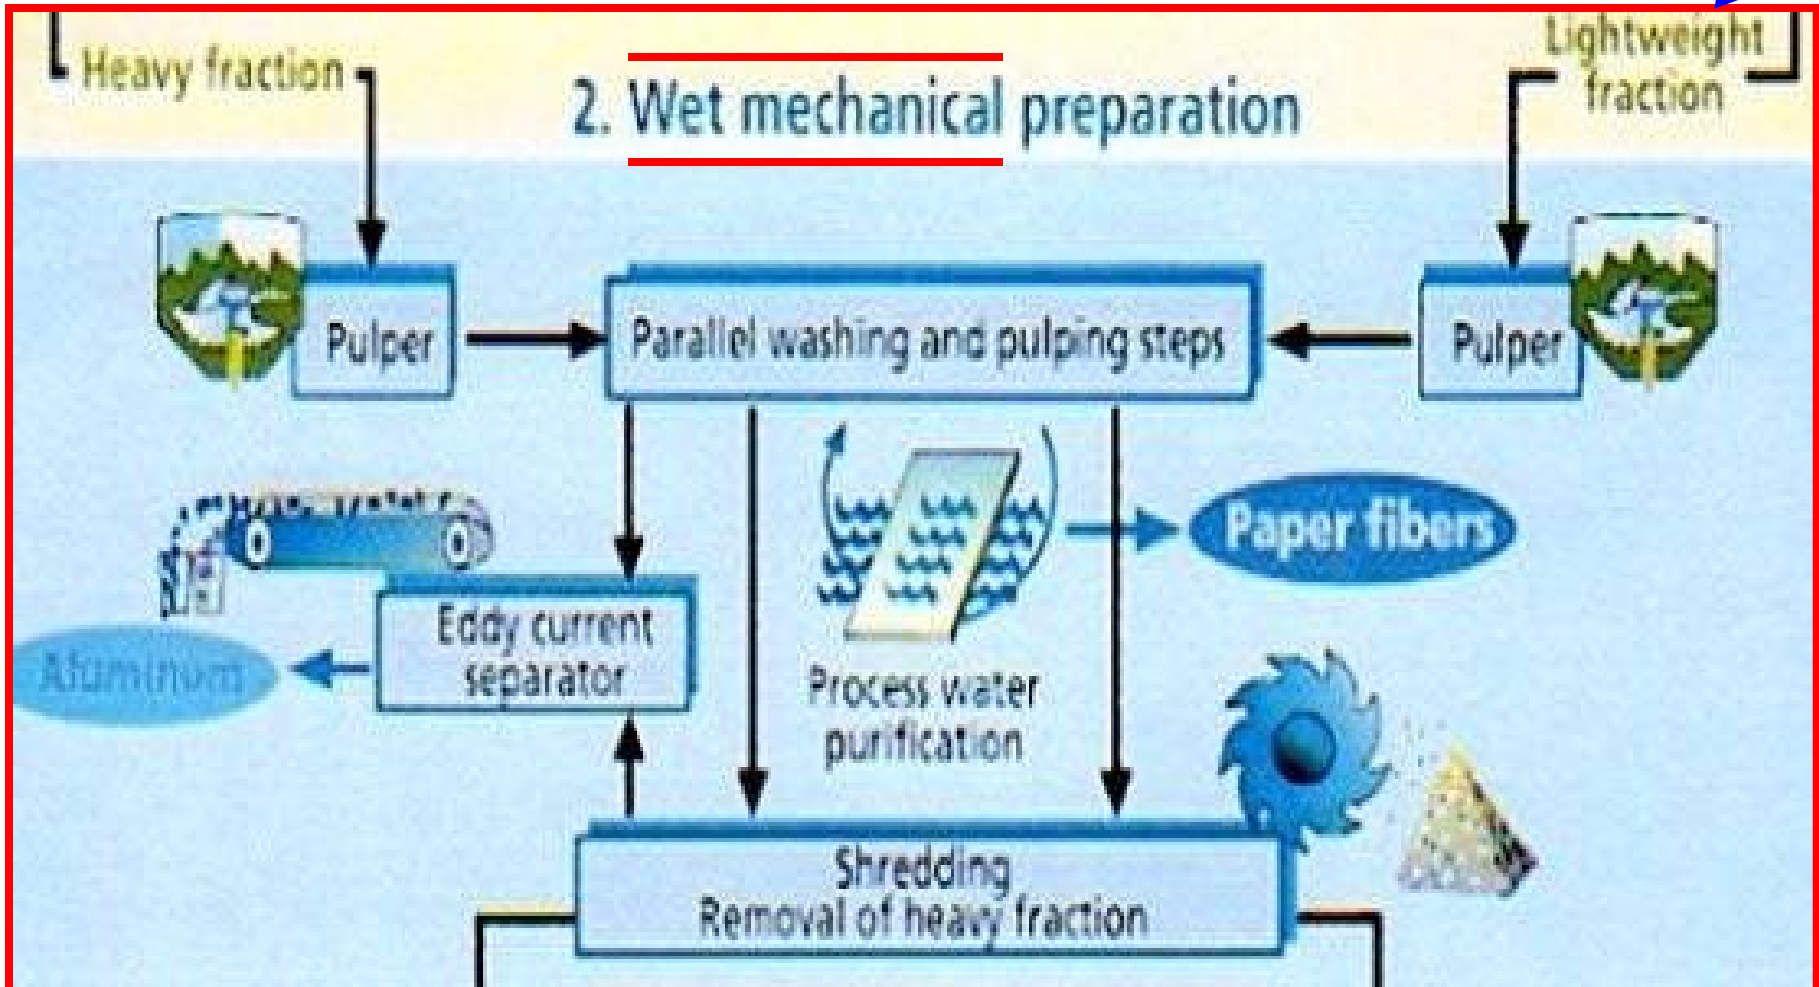 Heavy fraction
Lightweight
fraction
2. Wet mechanical preparation
Pulper
Parallel washing and pulping steps
Pulper
Paper fibers
Eddy current
separator
Aluminum
Process water
purification
Shredding
Removal of heavy fraction